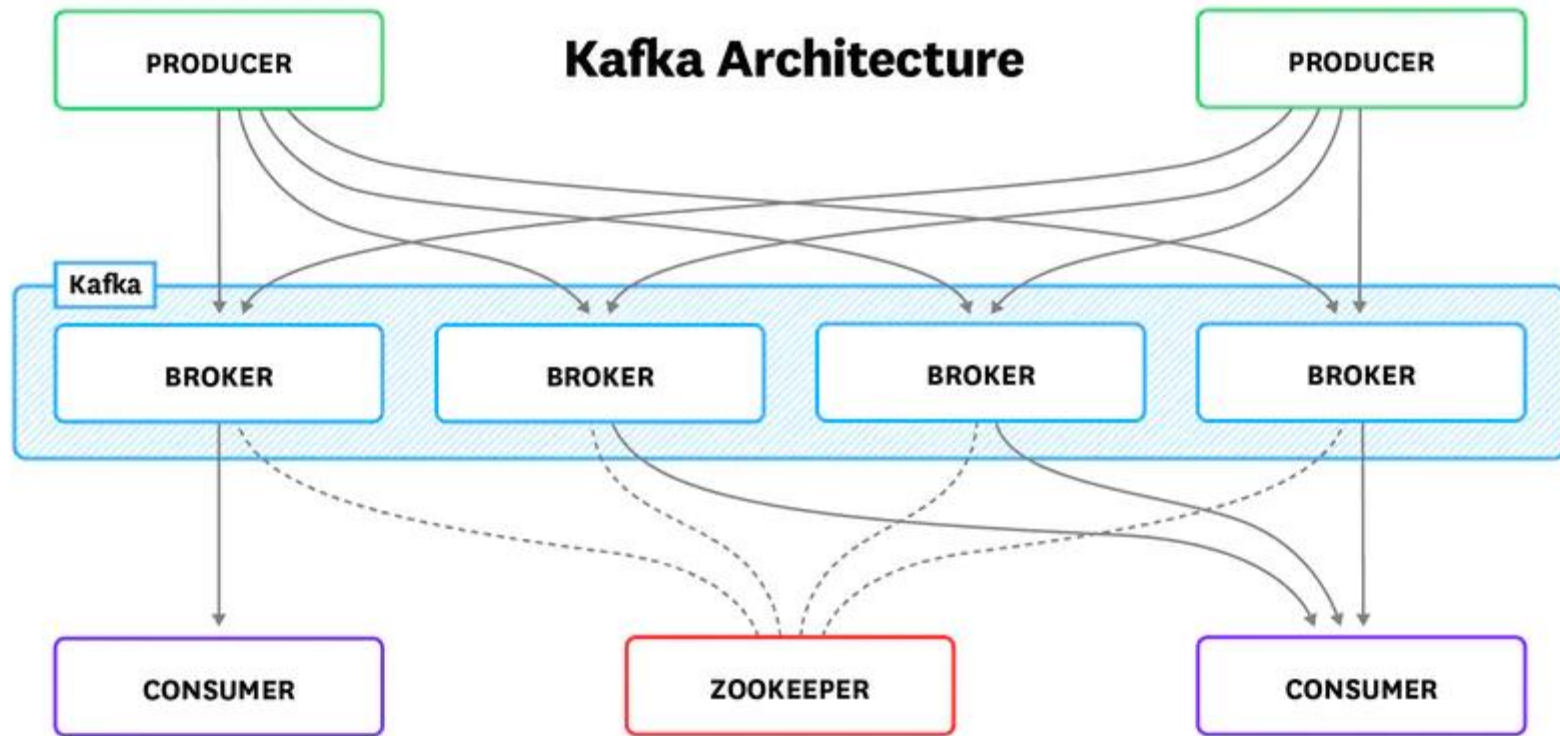 PRODUCER
Kafka Architecture
PRODUCER
Kafka
BROKER
BROKER
BROKER
BROKER
CONSUMER
ZOOKEEPER
CONSUMER